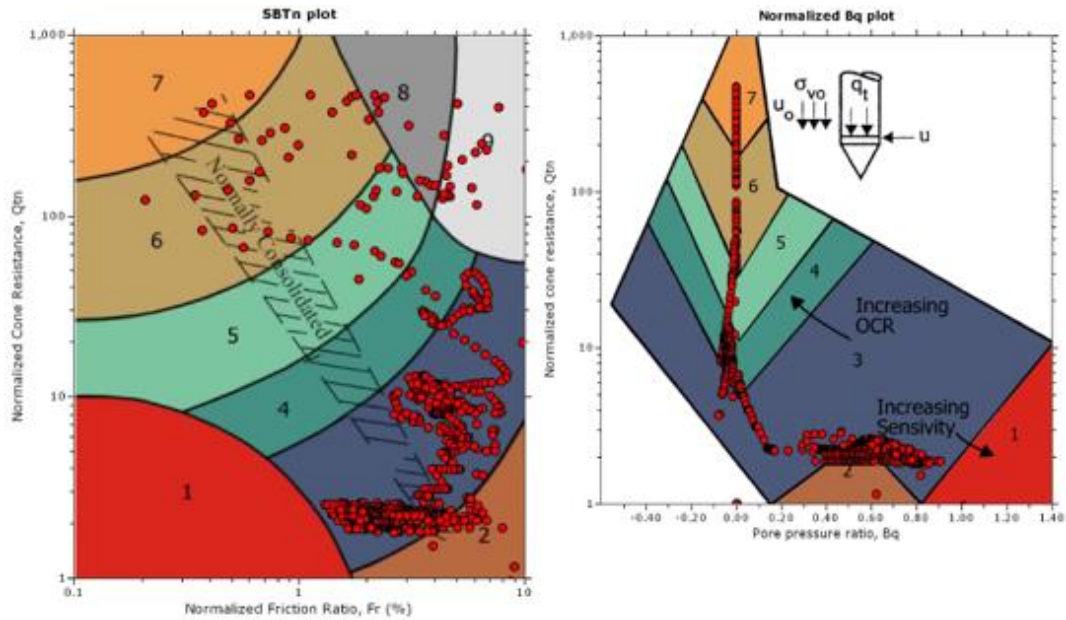 SBTn plot
Normalized Cone Resistance, Qtn
1,000
100
10
1
0.1
1
10
Normalized Friction Ratio, Fr (%)
7
8
9
6
5
4
3
1
2
Normally Consolidated
Normalized Bq plot
Normalized cone resistance, Qtn
1,000
100
10
1
-0.40
-0.20
0.00
0.20
0.40
0.60
0.80
1.00
1.20
1.40
Pore pressure ratio, Bq
7
6
5
4
3
2
1
σvo
uo
qt
u
Increasing
OCR
Increasing
Sensivity